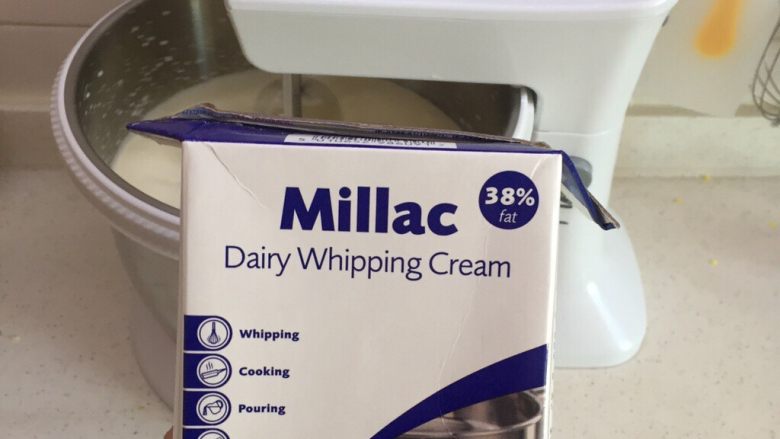 Millac
38%
fat
Dairy Whipping Cream
Whipping
Cooking
Pouring